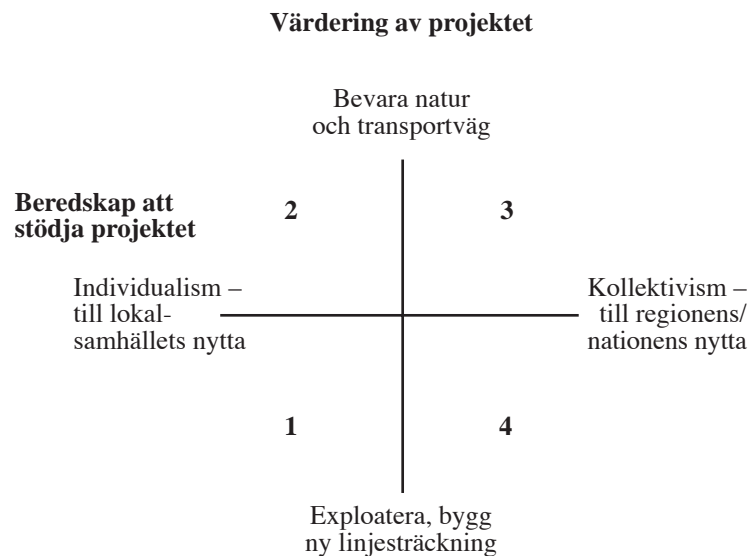 Värdering av projektet
Bevara natur
och transportväg
Beredskap att
stödja projektet
2
3
Individualism –
till lokal-
samhällets nytta
Kollektivism –
till regionens/
nationens nytta
1
4
Exploatera, bygg
ny linjesträckning